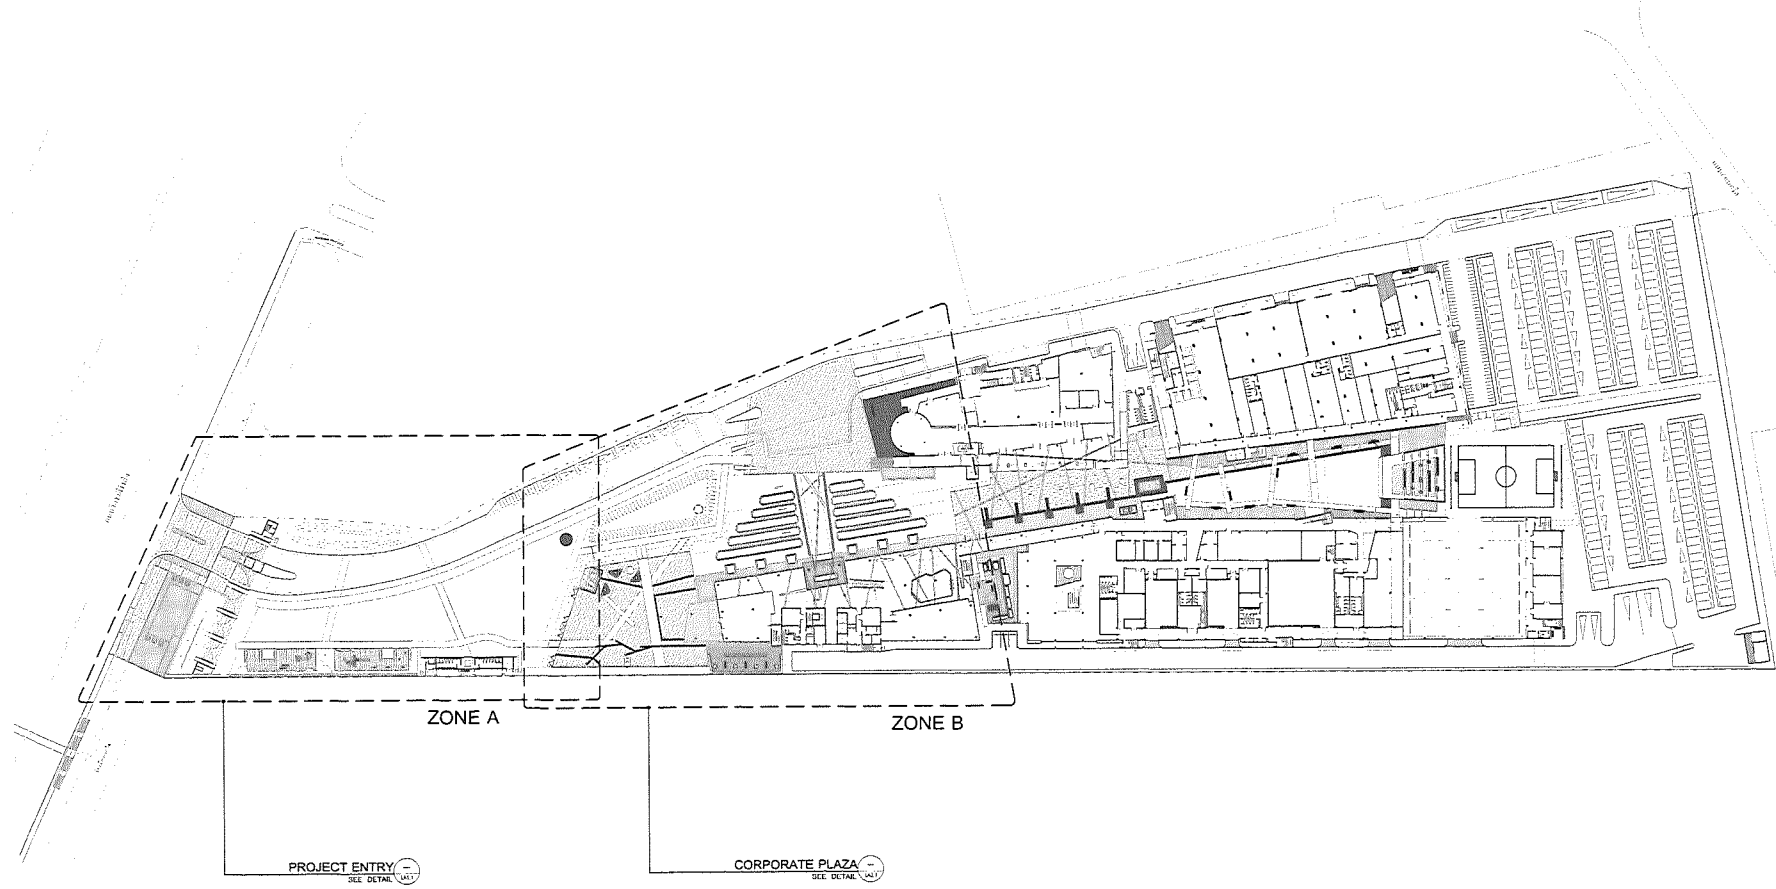 ZONE A
ZONE B
PROJECT ENTRY
SEE DETAIL
CORPORATE PLAZA
SEE DETAIL